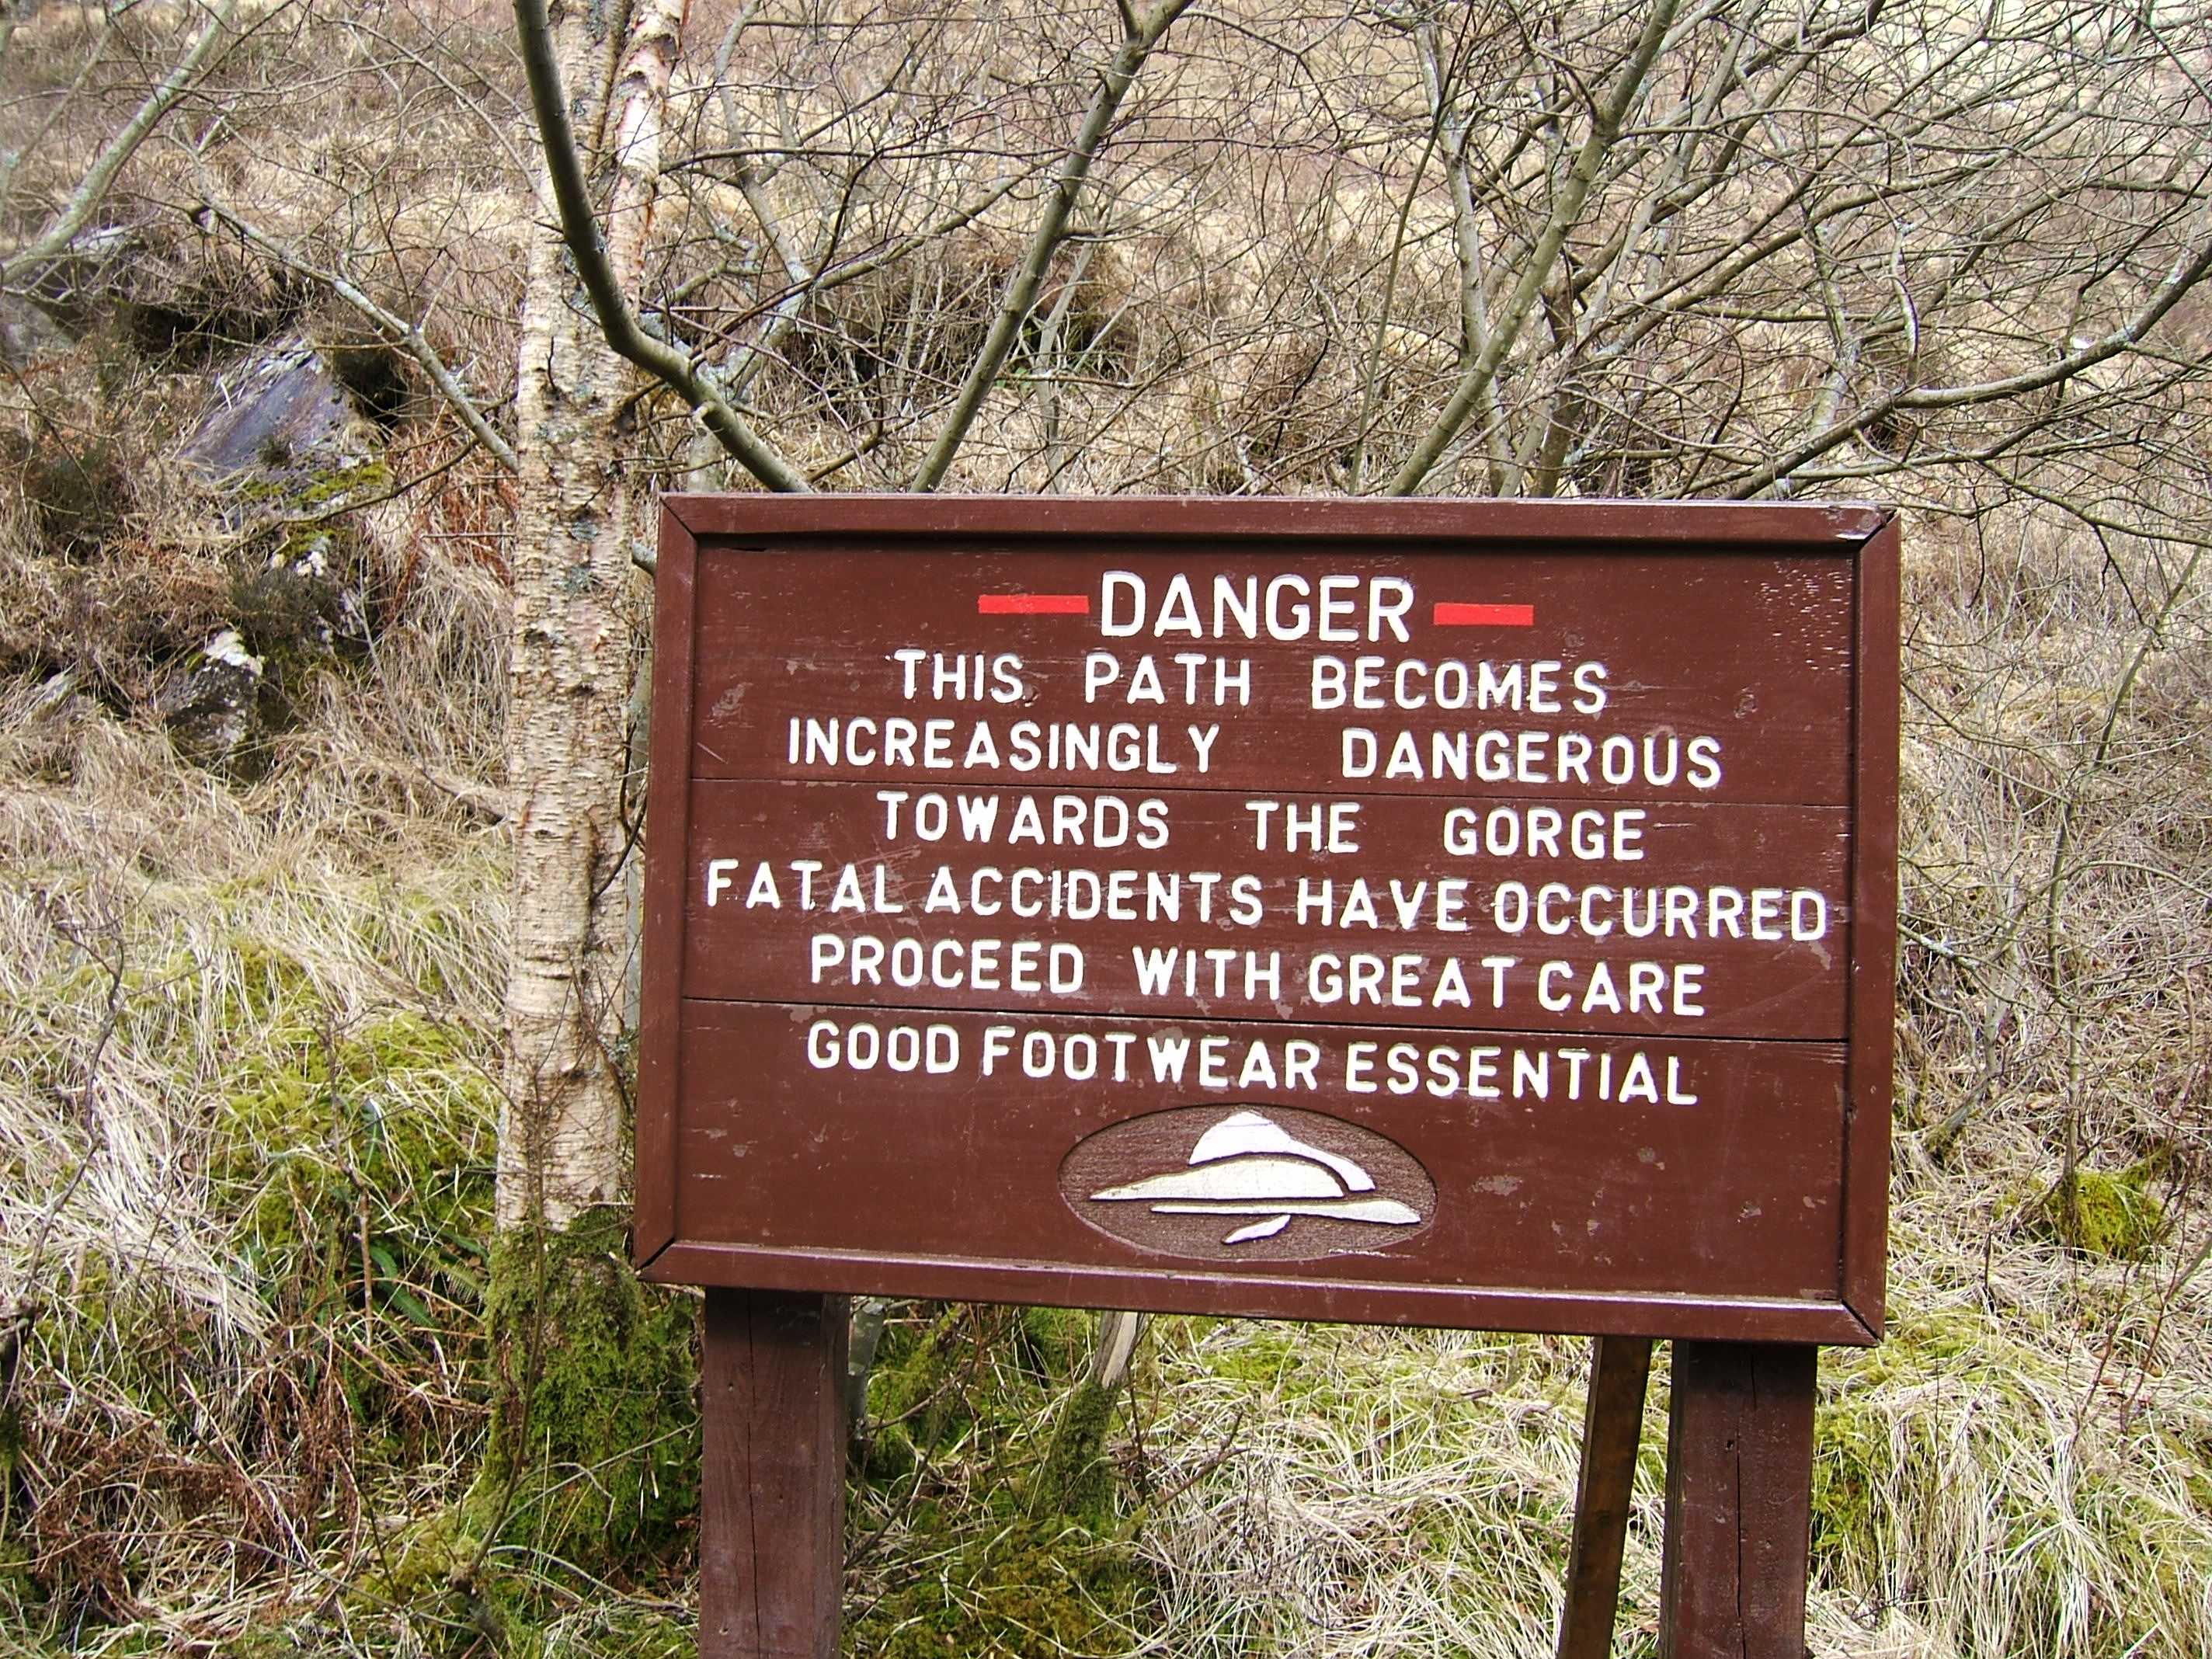 DANGER
THIS PATH BECOMES
INCREASINGLY DANGEROUS
TOWARDS THE GORGE
FATAL ACCIDENTS HAVE OCCURRED
PROCEED WITH GREAT CARE
GOOD FOOTWEAR ESSENTIAL